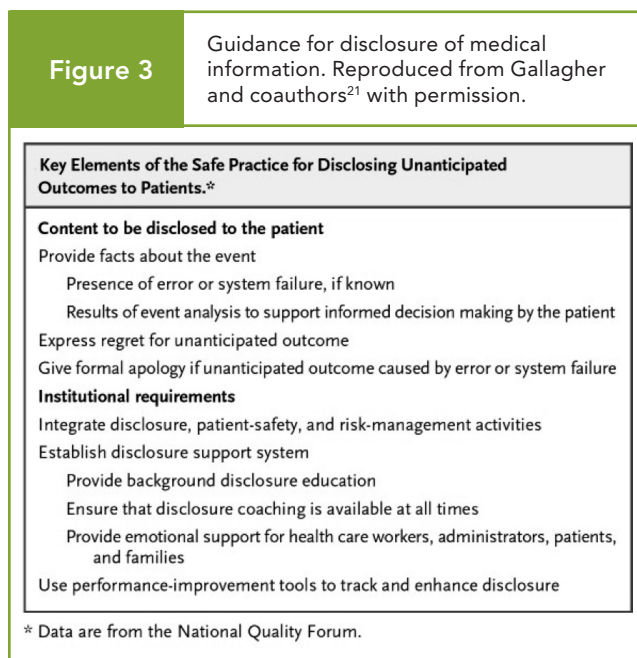 Figure 3
Guidance for disclosure of medical
information. Reproduced from Gallagher
and coauthors21 with permission.
Key Elements of the Safe Practice for Disclosing Unanticipated
Outcomes to Patients.*
Content to be disclosed to the patient
Provide facts about the event
Presence of error or system failure, if known
Results of event analysis to support informed decision making by the patient
Express regret for unanticipated outcome
Give formal apology if unanticipated outcome caused by error or system failure
Institutional requirements
Integrate disclosure, patient-safety, and risk-management activities
Establish disclosure support system
Provide background disclosure education
Ensure that disclosure coaching is available at all times
Provide emotional support for health care workers, administrators, patients,
and families
Use performance-improvement tools to track and enhance disclosure
* Data are from the National Quality Forum.